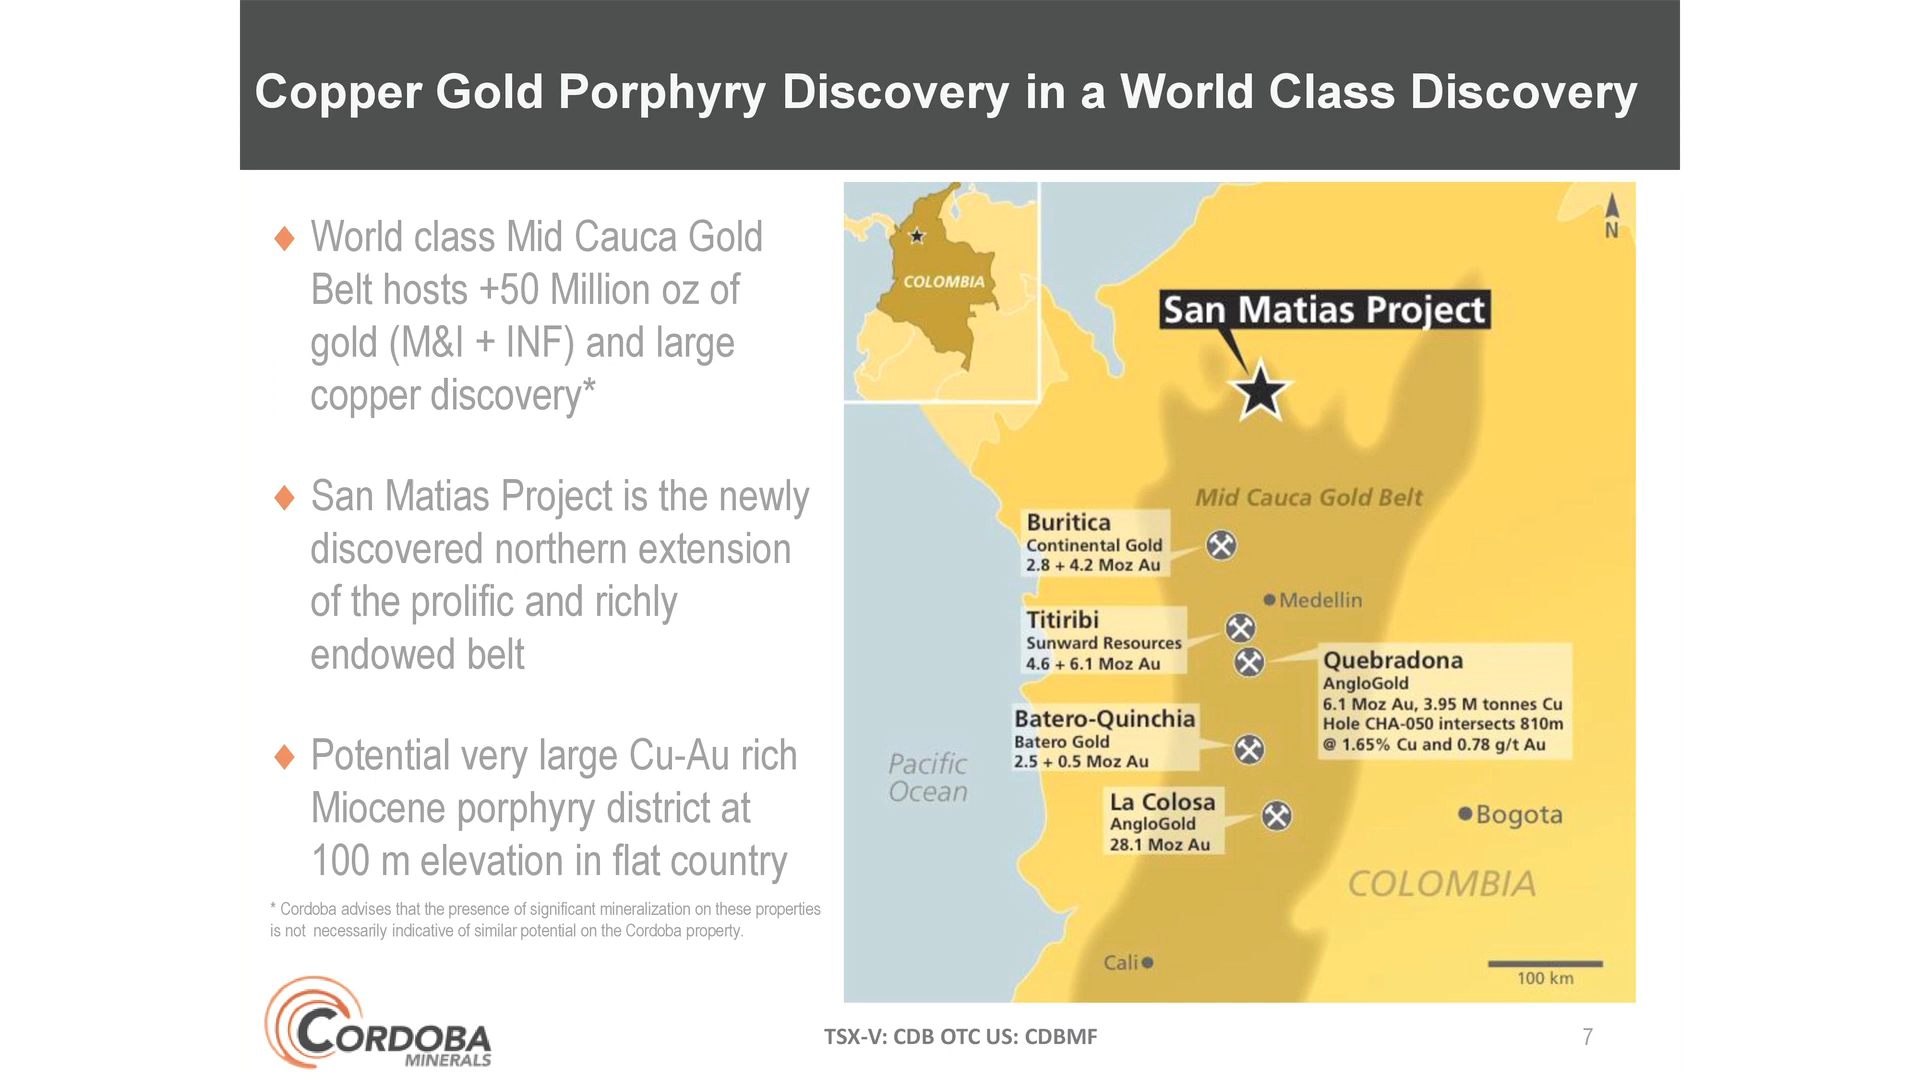 Copper Gold Porphyry Discovery in a World Class Discovery
♦ World class Mid Cauca Gold
Belt hosts +50 Million oz of
gold (M&I + INF) and large
copper discovery*
♦ San Matias Project is the newly
discovered northern extension
of the prolific and richly
endowed belt
♦ Potential very large Cu-Au rich
Miocene porphyry district at
100 m elevation in flat country
* Cordoba advises that the presence of significant mineralization on these properties
is not necessarily indicative of similar potential on the Cordoba property.
COLOMBIA
N
San Matias Project
Mid Cauca Gold Belt
Buritica
Continental Gold
2.8 + 4.2 Moz Au
Medellin
Titiribi
Sunward Resources
4.6 + 6.1 Moz Au
Quebradona
AngloGold
6.1 Moz Au, 3.95 M tonnes Cu
Hole CHA-050 intersects 810m
@ 1.65% Cu and 0.78 g/t Au
Batero-Quinchia
Batero Gold
2.5 + 0.5 Moz Au
Pacific
Ocean
La Colosa
AngloGold
28.1 Moz Au
Bogota
COLOMBIA
Cali
100 km
CORDOBA
MINERALS
TSX-V: CDB OTC US: CDBMF
7